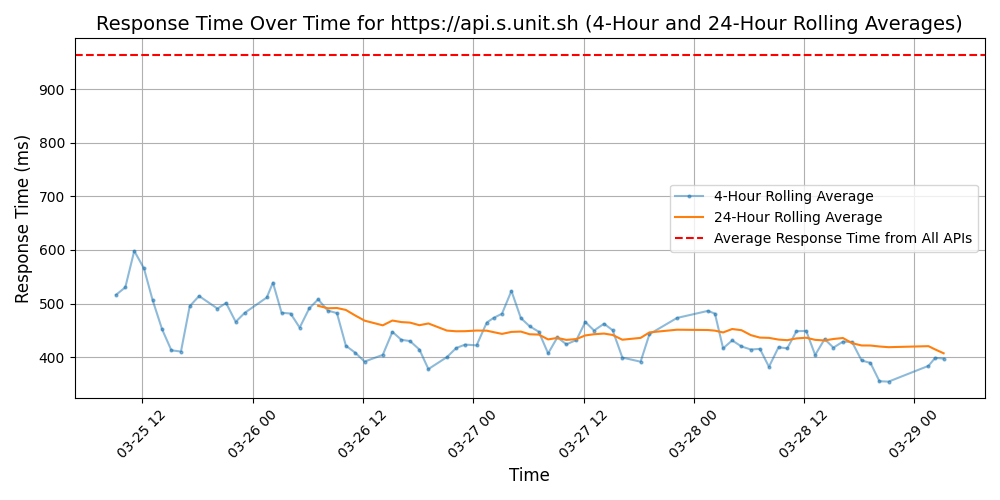 Response Time Over Time for https://api.s.unit.sh (4-Hour and 24-Hour Rolling Averages)
Response Time (ms)
900
800
700
600
500
400
4-Hour Rolling Average
24-Hour Rolling Average
Average Response Time from All APIs
03-25 12
03-26 00
03-26 12
03-27 00
03-27 12
03-28 00
03-28 12
03-29 00
Time